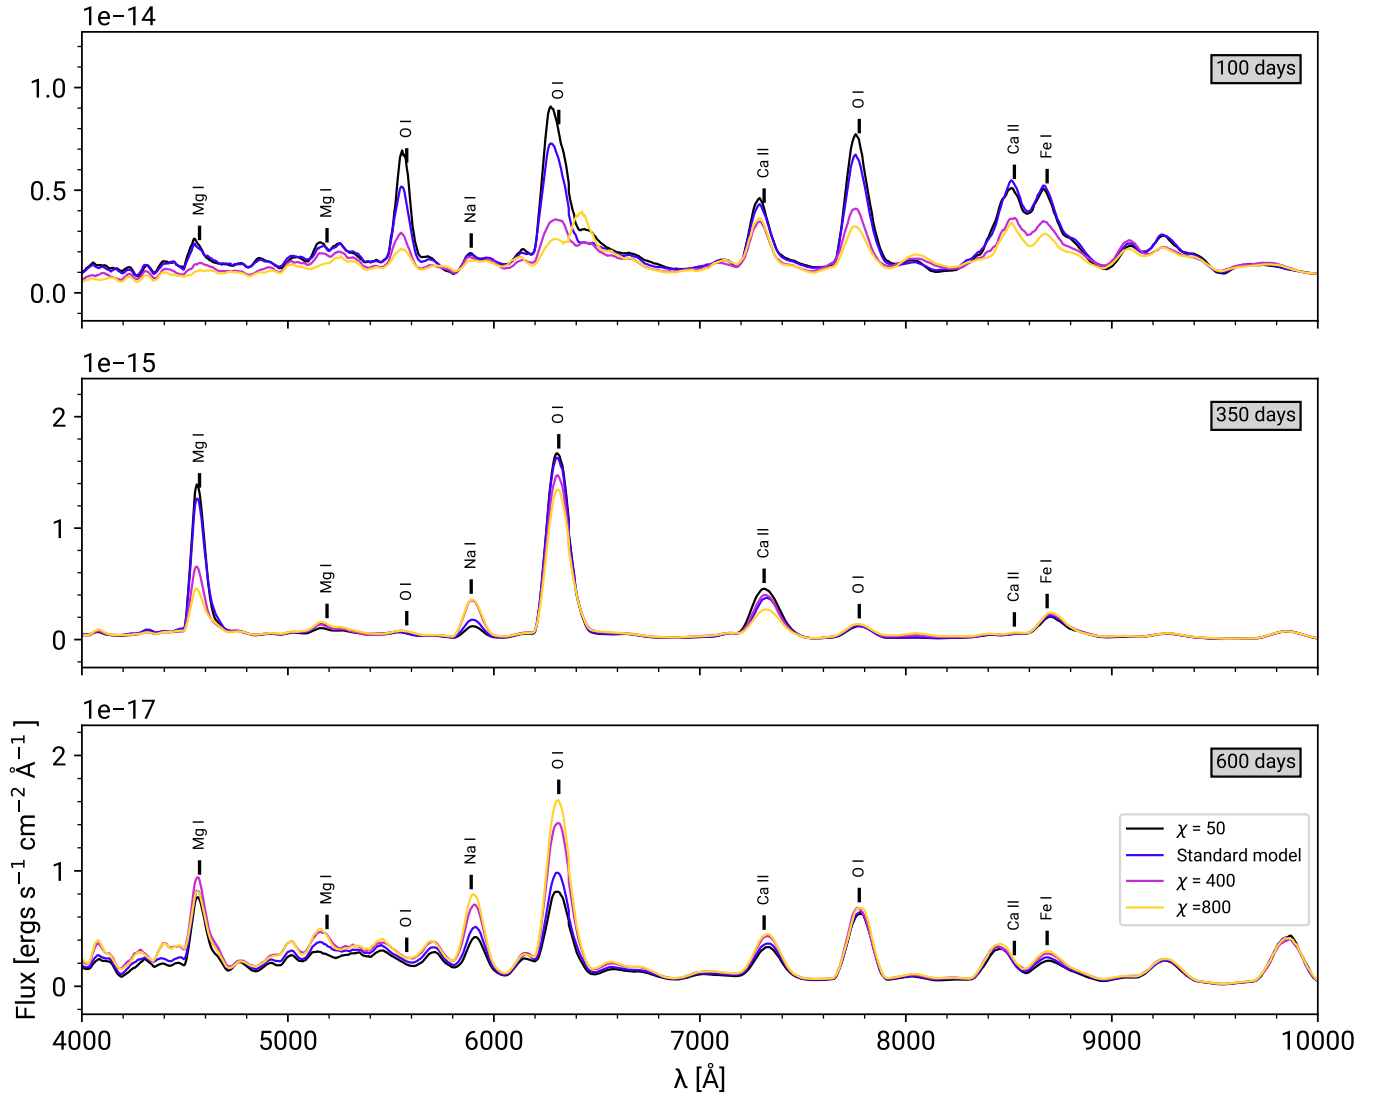 1e−14
100 days
1.0
0.5
0.0
Mg I
Mg I
O I
Na I
O I
Ca II
O I
Ca II
Fe I
1e−15
350 days
2
1
0
Mg I
Mg I
O I
Na I
O I
Ca II
O I
Ca II
Fe I
1e−17
600 days
2
1
0
Mg I
Mg I
O I
Na I
O I
Ca II
O I
Ca II
Fe I
χ = 50
Standard model
χ = 400
χ =800
Flux [ergs s⁻¹ cm⁻² Å⁻¹]
4000 5000 6000 7000 8000 9000 10000
λ [Å]